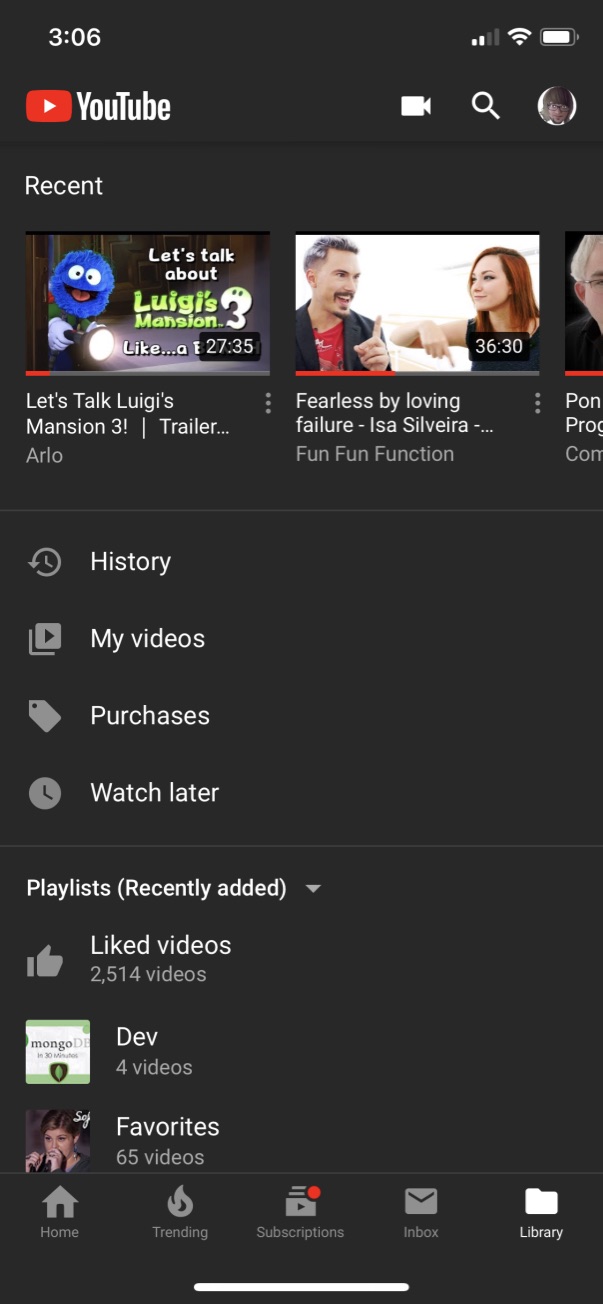 3:06
YouTube
Recent
Let's talk
about
Luigi's
Mansion 3
Like...a
27:35
36:30
Let's Talk Luigi's
Mansion 3! | Trailer...
Arlo
Fearless by loving
failure - Isa Silveira -...
Fun Fun Function
Pon
Prog
Com
History
My videos
Purchases
Watch later
Playlists (Recently added)
Liked videos
2,514 videos
mongoDB
In 30 Minutes
Dev
4 videos
Sof
Favorites
65 videos
Home
Trending
Subscriptions
Inbox
Library